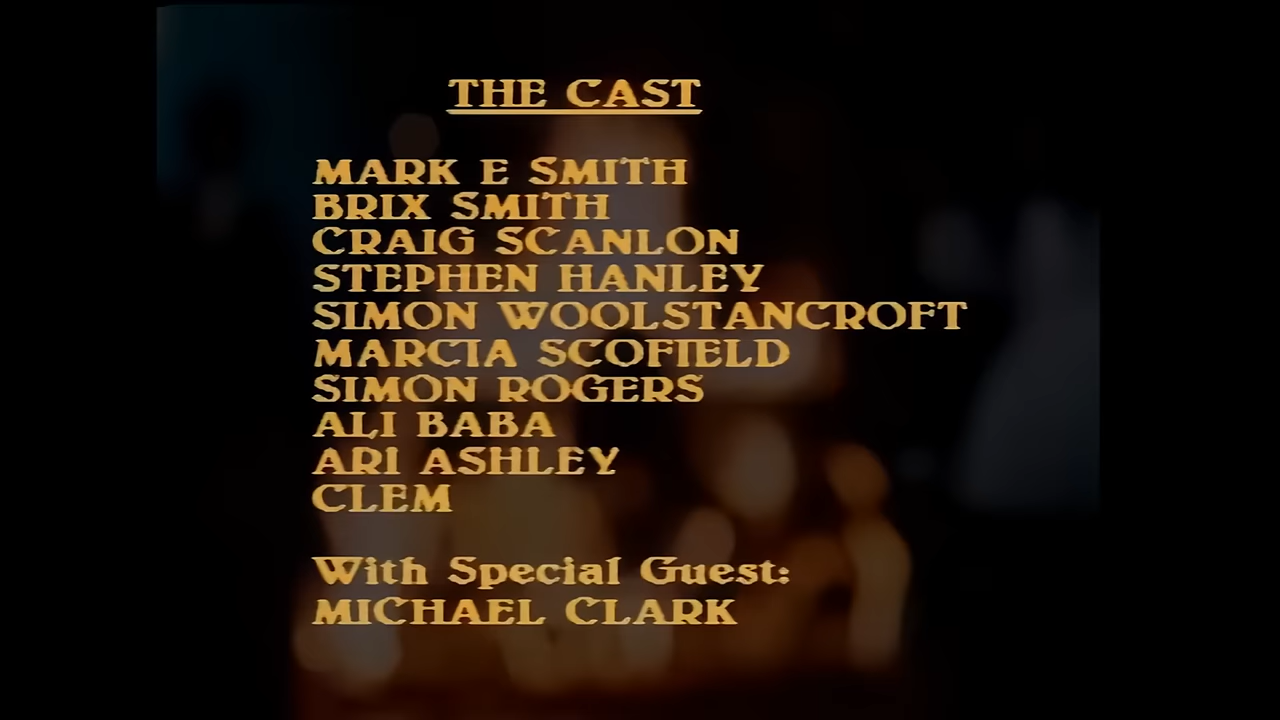 THE CAST
MARK E SMITH
BRIX SMITH
CRAIG SCANLON
STEPHEN HANLEY
SIMON WOOLSTANCROFT
MARCIA SCOFIELD
SIMON ROGERS
ALI BABA
ARI ASHLEY
CLEM
With Special Guest:
MICHAEL CLARK